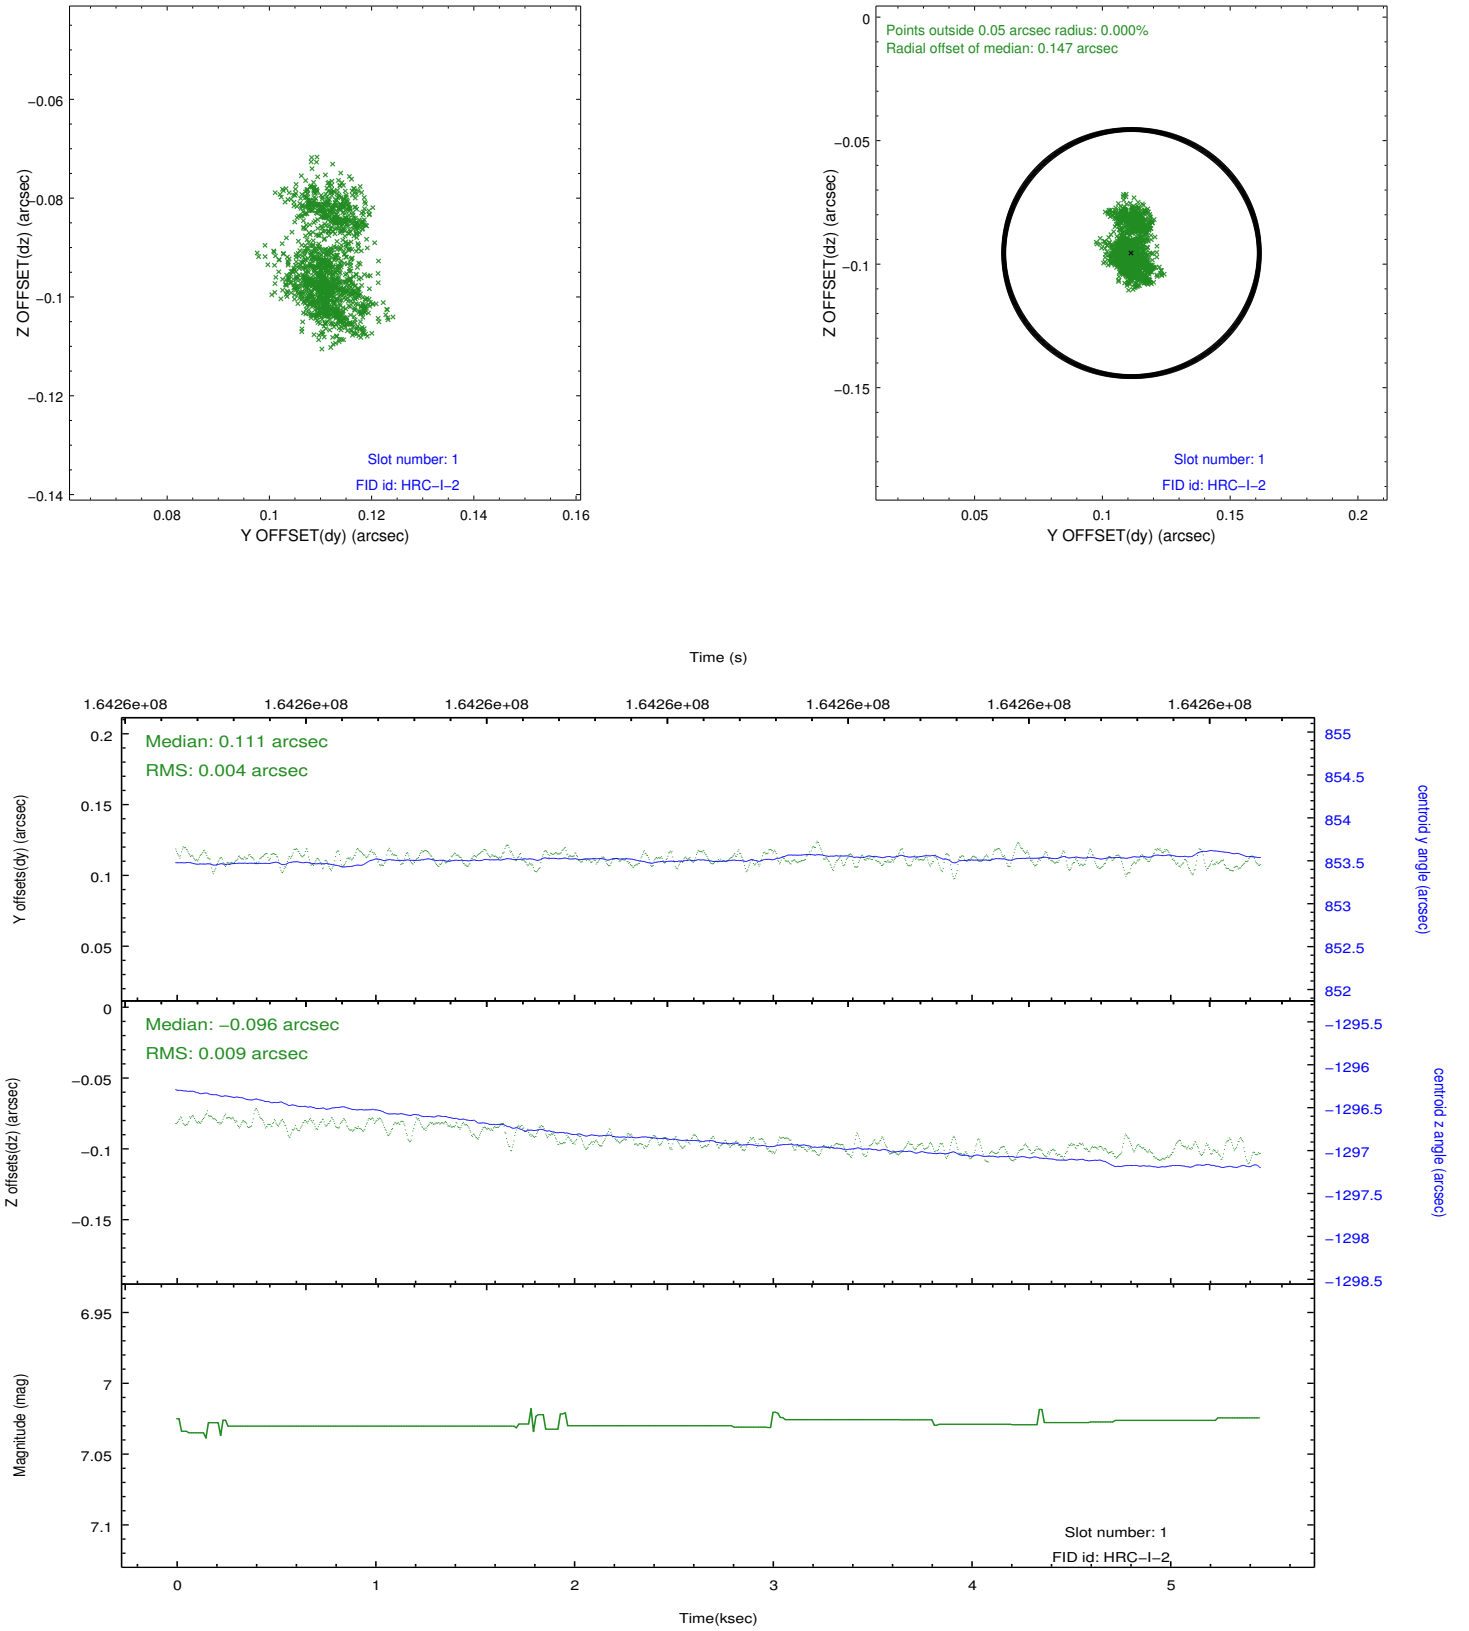 −0.06
−0.08
−0.1
−0.12
−0.14
Z OFFSET(dz) (arcsec)
Slot number: 1
FID id: HRC−I−2
0.08 0.1 0.12 0.14 0.16
Y OFFSET(dy) (arcsec)
Points outside 0.05 arcsec radius: 0.000%
Radial offset of median: 0.147 arcsec
0
−0.05
−0.1
−0.15
Z OFFSET(dz) (arcsec)
Slot number: 1
FID id: HRC−I−2
0.05 0.1 0.15 0.2
Y OFFSET(dy) (arcsec)
Time (s)
1.6426e+08 1.6426e+08 1.6426e+08 1.6426e+08 1.6426e+08 1.6426e+08 1.6426e+08
Median: 0.111 arcsec
RMS: 0.004 arcsec
0.2
0.15
0.1
0.05
Y offsets(dy) (arcsec)
855
854.5
854
853.5
853
852.5
852
centroid y angle (arcsec)
Median: −0.096 arcsec
RMS: 0.009 arcsec
0
−0.05
−0.1
−0.15
Z offsets(dz) (arcsec)
−1295.5
−1296
−1296.5
−1297
−1297.5
−1298
−1298.5
centroid z angle (arcsec)
6.95
7
7.05
7.1
Magnitude (mag)
Slot number: 1
FID id: HRC−I−2
0 1 2 3 4 5
Time(ksec)